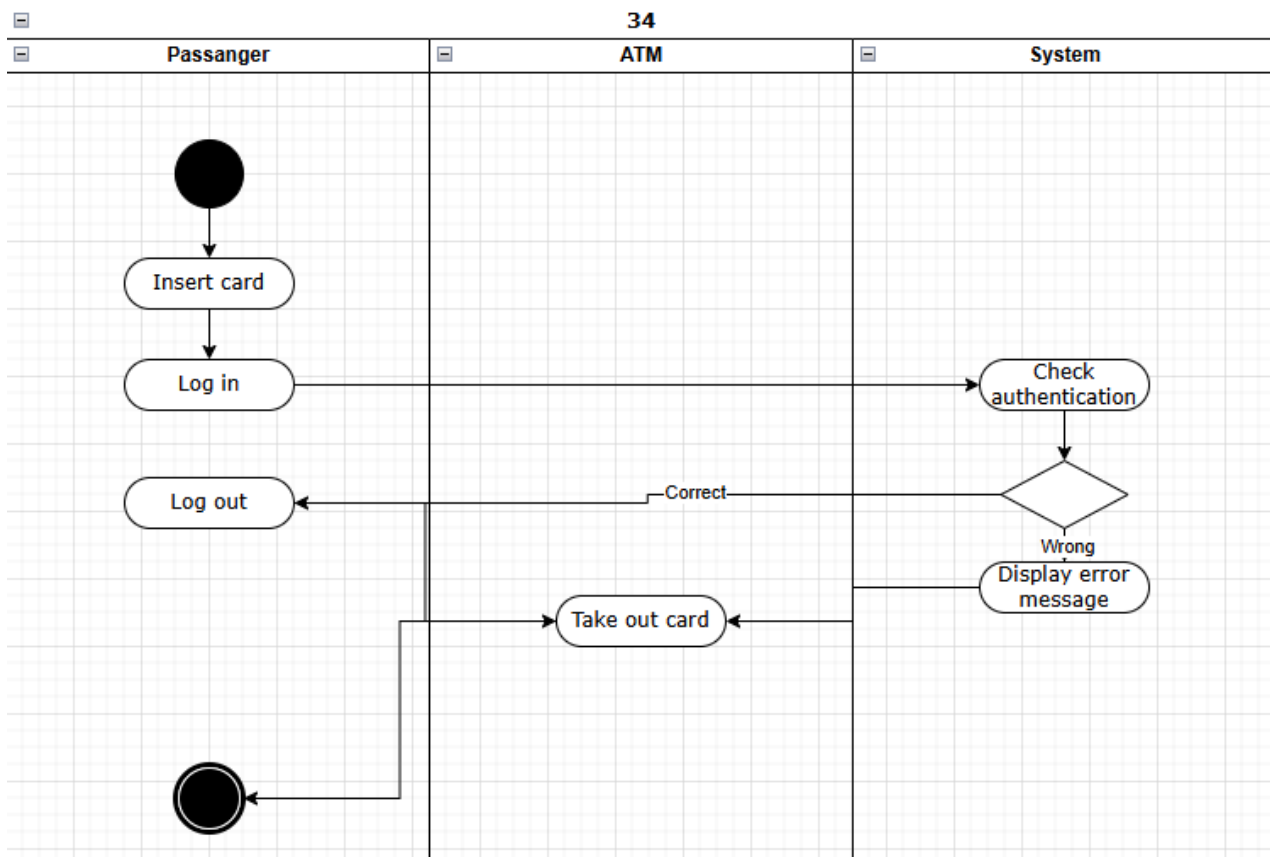 34
Passanger
ATM
System
Insert card
Log in
Check
authentication
Log out
Correct
Wrong
Display error
message
Take out card